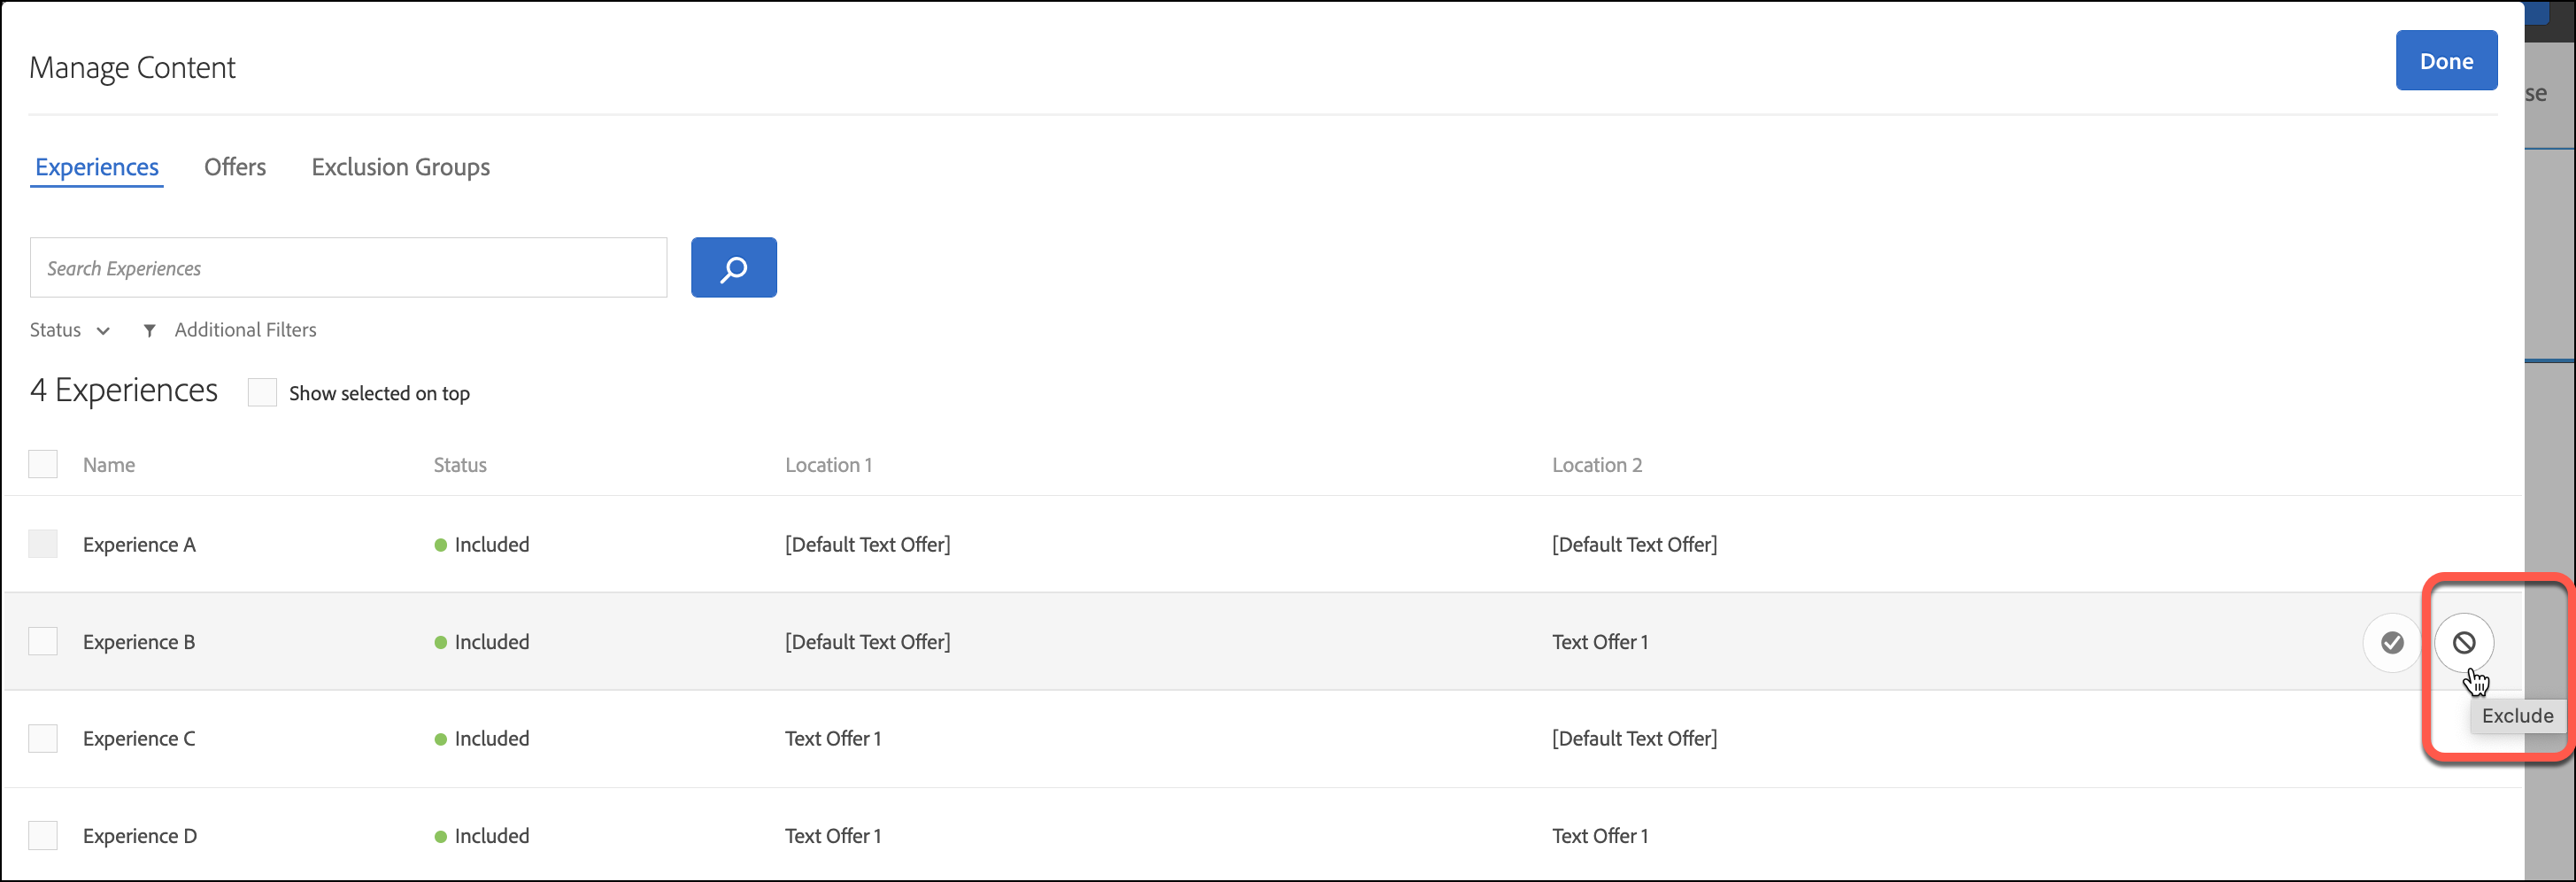 Manage Content
Done
se
Experiences Offers Exclusion Groups
Search Experiences
Status Additional Filters
4 Experiences Show selected on top
Name Status Location 1 Location 2
Experience A Included [Default Text Offer] [Default Text Offer]
Experience B Included [Default Text Offer] Text Offer 1
Exclude
Experience C Included Text Offer 1 [Default Text Offer]
Experience D Included Text Offer 1 Text Offer 1